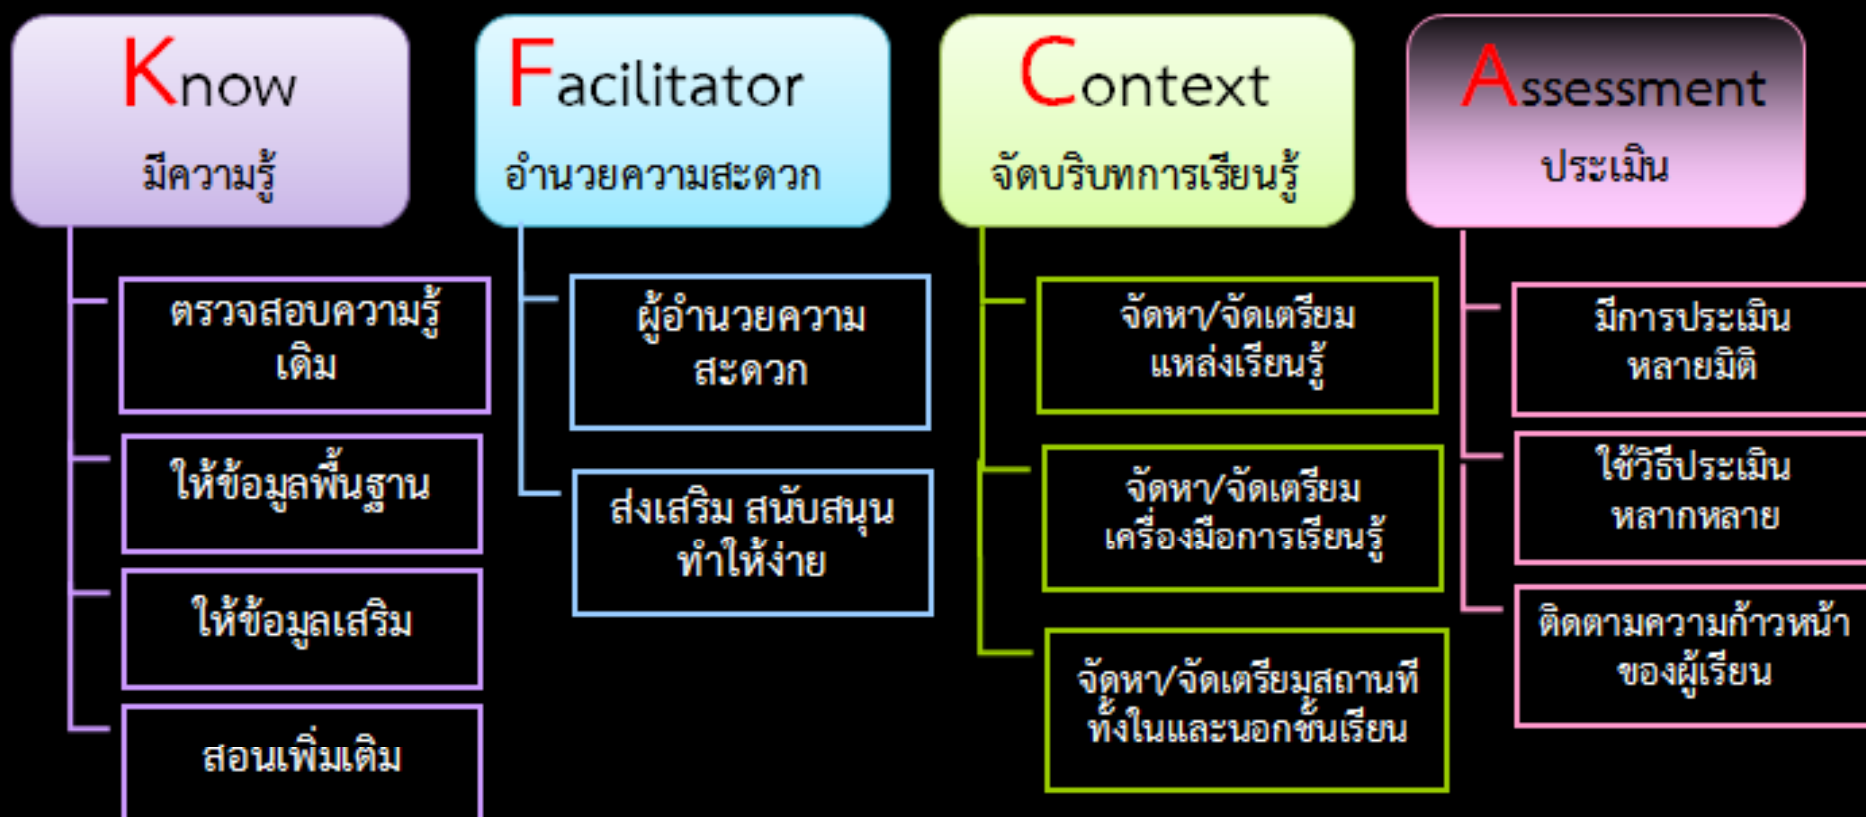 Know
มีความรู้
ตรวจสอบความรู้
เดิม
ให้ข้อมูลพื้นฐาน
ให้ข้อมูลเสริม
สอนเพิ่มเติม
Facilitator
อำนวยความสะดวก
ผู้อำนวยความ
สะดวก
ส่งเสริม สนับสนุน
ทำให้ง่าย
Context
จัดบริบทการเรียนรู้
จัดหา/จัดเตรียม
แหล่งเรียนรู้
จัดหา/จัดเตรียม
เครื่องมือการเรียนรู้
จัดหา/จัดเตรียมสถานที่
ทั้งในและนอกชั้นเรียน
Assessment
ประเมิน
มีการประเมิน
หลายมิติ
ใช้วิธีประเมิน
หลากหลาย
ติดตามความก้าวหน้า
ของผู้เรียน